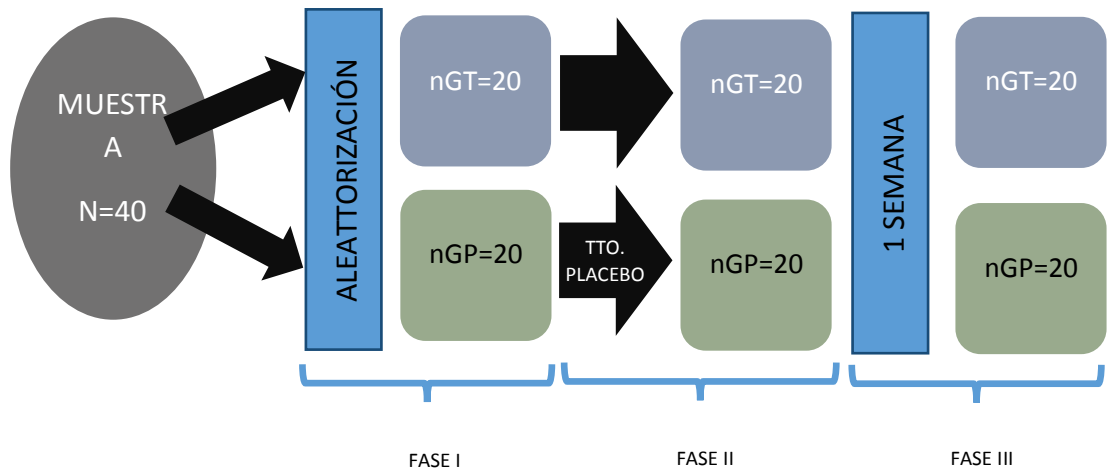 MUESTR
A
N=40
ALEATTORIZACIÓN
nGT=20
nGP=20
TTO.
PLACEBO
nGT=20
nGP=20
1 SEMANA
nGT=20
nGP=20
FASE I
FASE II
FASE III